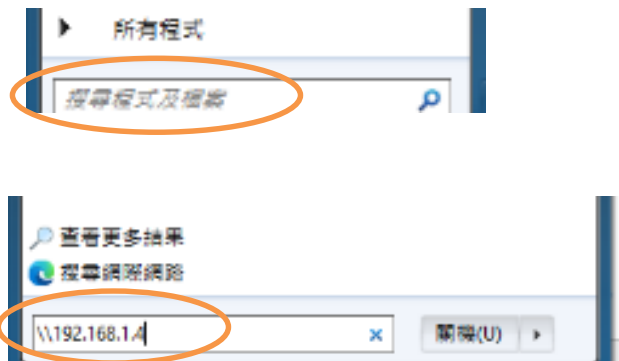 所有程式
搜尋程式及檔案
查看更多結果
搜尋網際網路
\\192.168.1.4
關機(U)